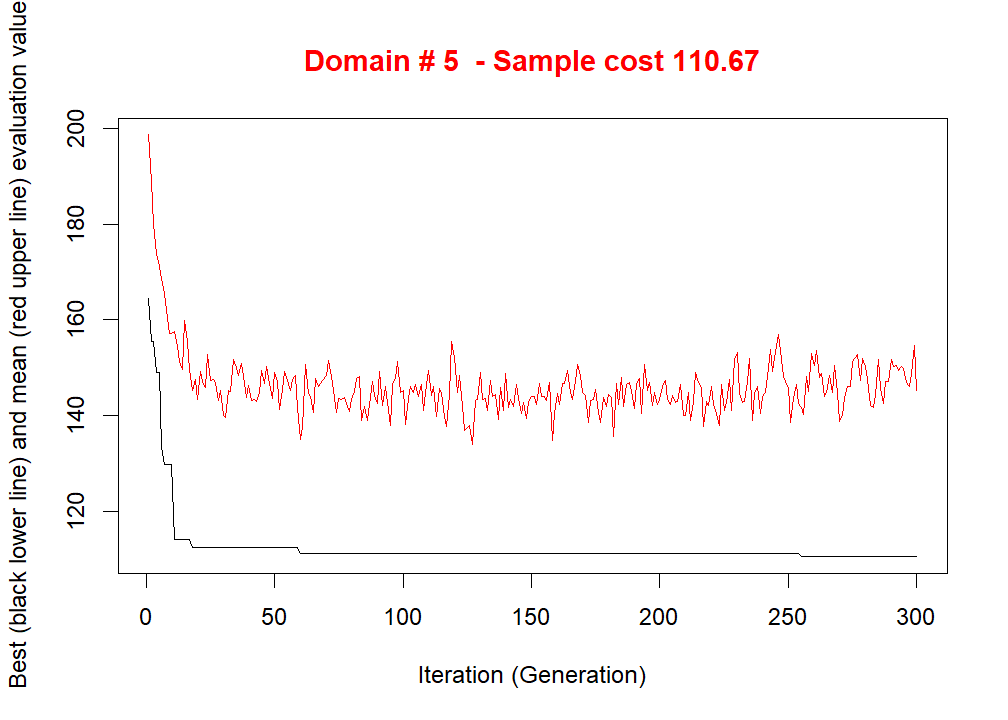 Domain # 5  - Sample cost 110.67
Best (black lower line) and mean (red upper line) evaluation value
200
180
160
140
120
0 50 100 150 200 250 300
Iteration (Generation)